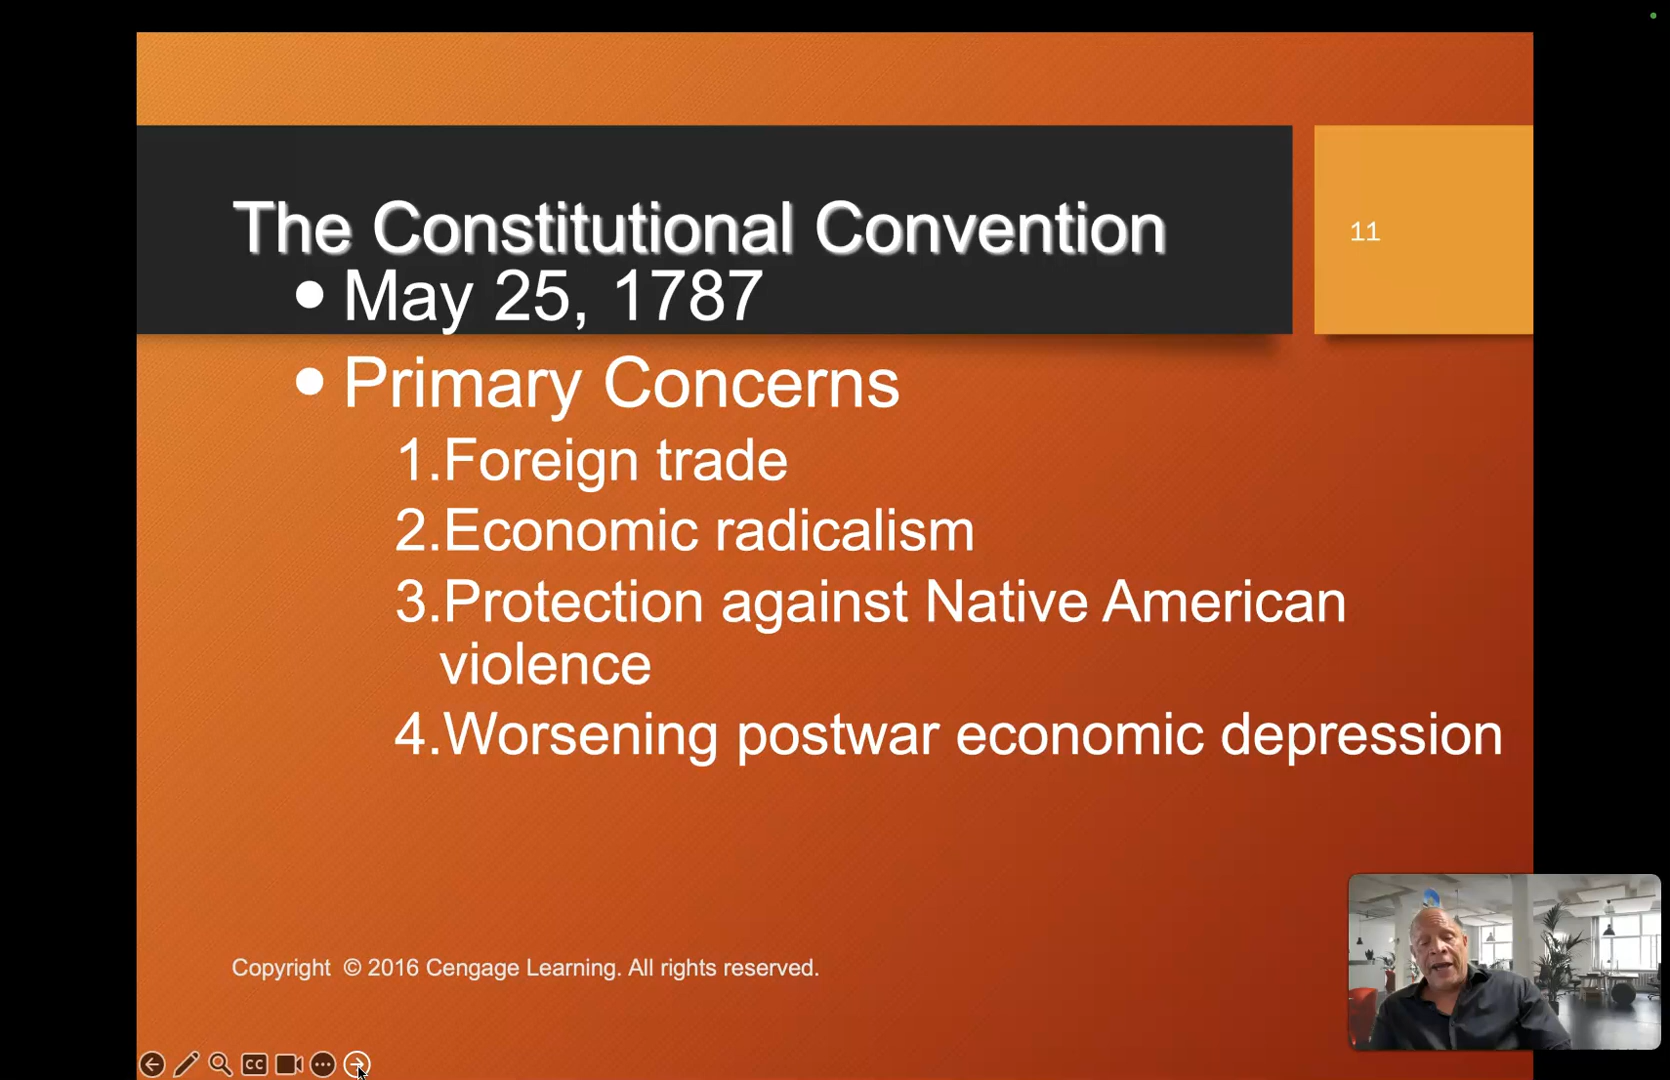 The Constitutional Convention
11
• May 25, 1787
• Primary Concerns
1.Foreign trade
2.Economic radicalism
3.Protection against Native American
violence
4.Worsening postwar economic depression
Copyright © 2016 Cengage Learning. All rights reserved.
CC